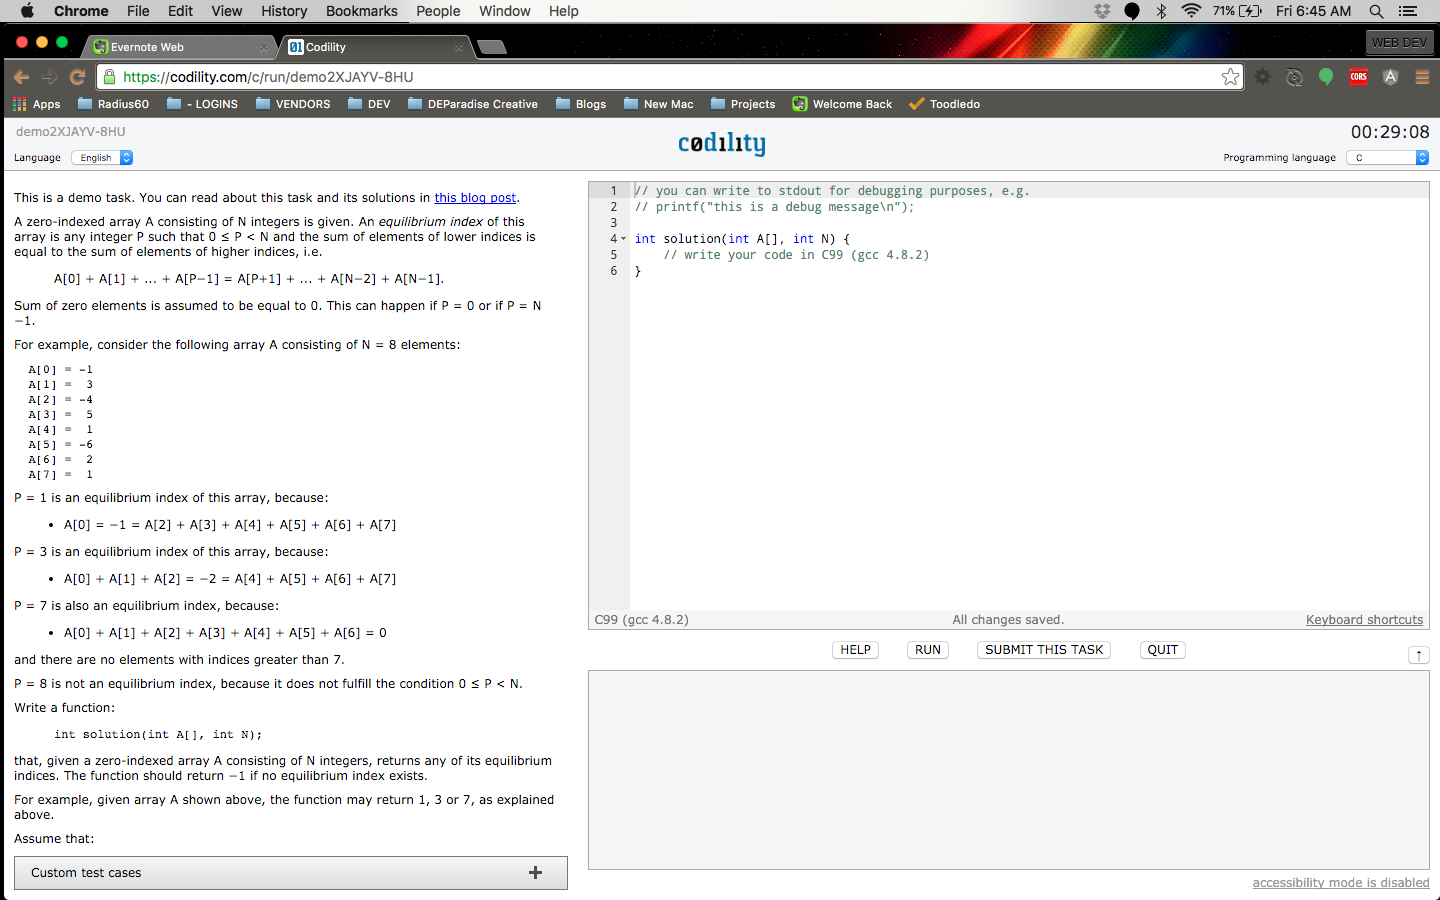 Chrome File Edit View History Bookmarks People Window Help 71% Fri 6:45 AM
Evernote Web 01 Codility WEB DEV
https://codility.com/c/run/demo2XJAYV-8HU CORS A
Apps Radius60 - LOGINS VENDORS DEV DEParadise Creative Blogs New Mac Projects Welcome Back Toodledo
demo2XJAYV-8HU
codility
00:29:08
Language English
Programming language C
This is a demo task. You can read about this task and its solutions in this blog post.
A zero-indexed array A consisting of N integers is given. An equilibrium index of this
array is any integer P such that 0 ≤ P < N and the sum of elements of lower indices is
equal to the sum of elements of higher indices, i.e.
A[0] + A[1] + ... + A[P−1] = A[P+1] + ... + A[N−2] + A[N−1].
Sum of zero elements is assumed to be equal to 0. This can happen if P = 0 or if P = N
−1.
For example, consider the following array A consisting of N = 8 elements:
A[0] = -1
A[1] = 3
A[2] = -4
A[3] = 5
A[4] = 1
A[5] = -6
A[6] = 2
A[7] = 1
P = 1 is an equilibrium index of this array, because:
• A[0] = −1 = A[2] + A[3] + A[4] + A[5] + A[6] + A[7]
P = 3 is an equilibrium index of this array, because:
• A[0] + A[1] + A[2] = −2 = A[4] + A[5] + A[6] + A[7]
P = 7 is also an equilibrium index, because:
• A[0] + A[1] + A[2] + A[3] + A[4] + A[5] + A[6] = 0
and there are no elements with indices greater than 7.
P = 8 is not an equilibrium index, because it does not fulfill the condition 0 ≤ P < N.
Write a function:
int solution(int A[], int N);
that, given a zero-indexed array A consisting of N integers, returns any of its equilibrium
indices. The function should return −1 if no equilibrium index exists.
For example, given array A shown above, the function may return 1, 3 or 7, as explained
above.
Assume that:
Custom test cases +
1 // you can write to stdout for debugging purposes, e.g.
2 // printf("this is a debug message\n");
3
4 int solution(int A[], int N) {
5 // write your code in C99 (gcc 4.8.2)
6 }
C99 (gcc 4.8.2) All changes saved. Keyboard shortcuts
HELP RUN SUBMIT THIS TASK QUIT ↑
accessibility mode is disabled